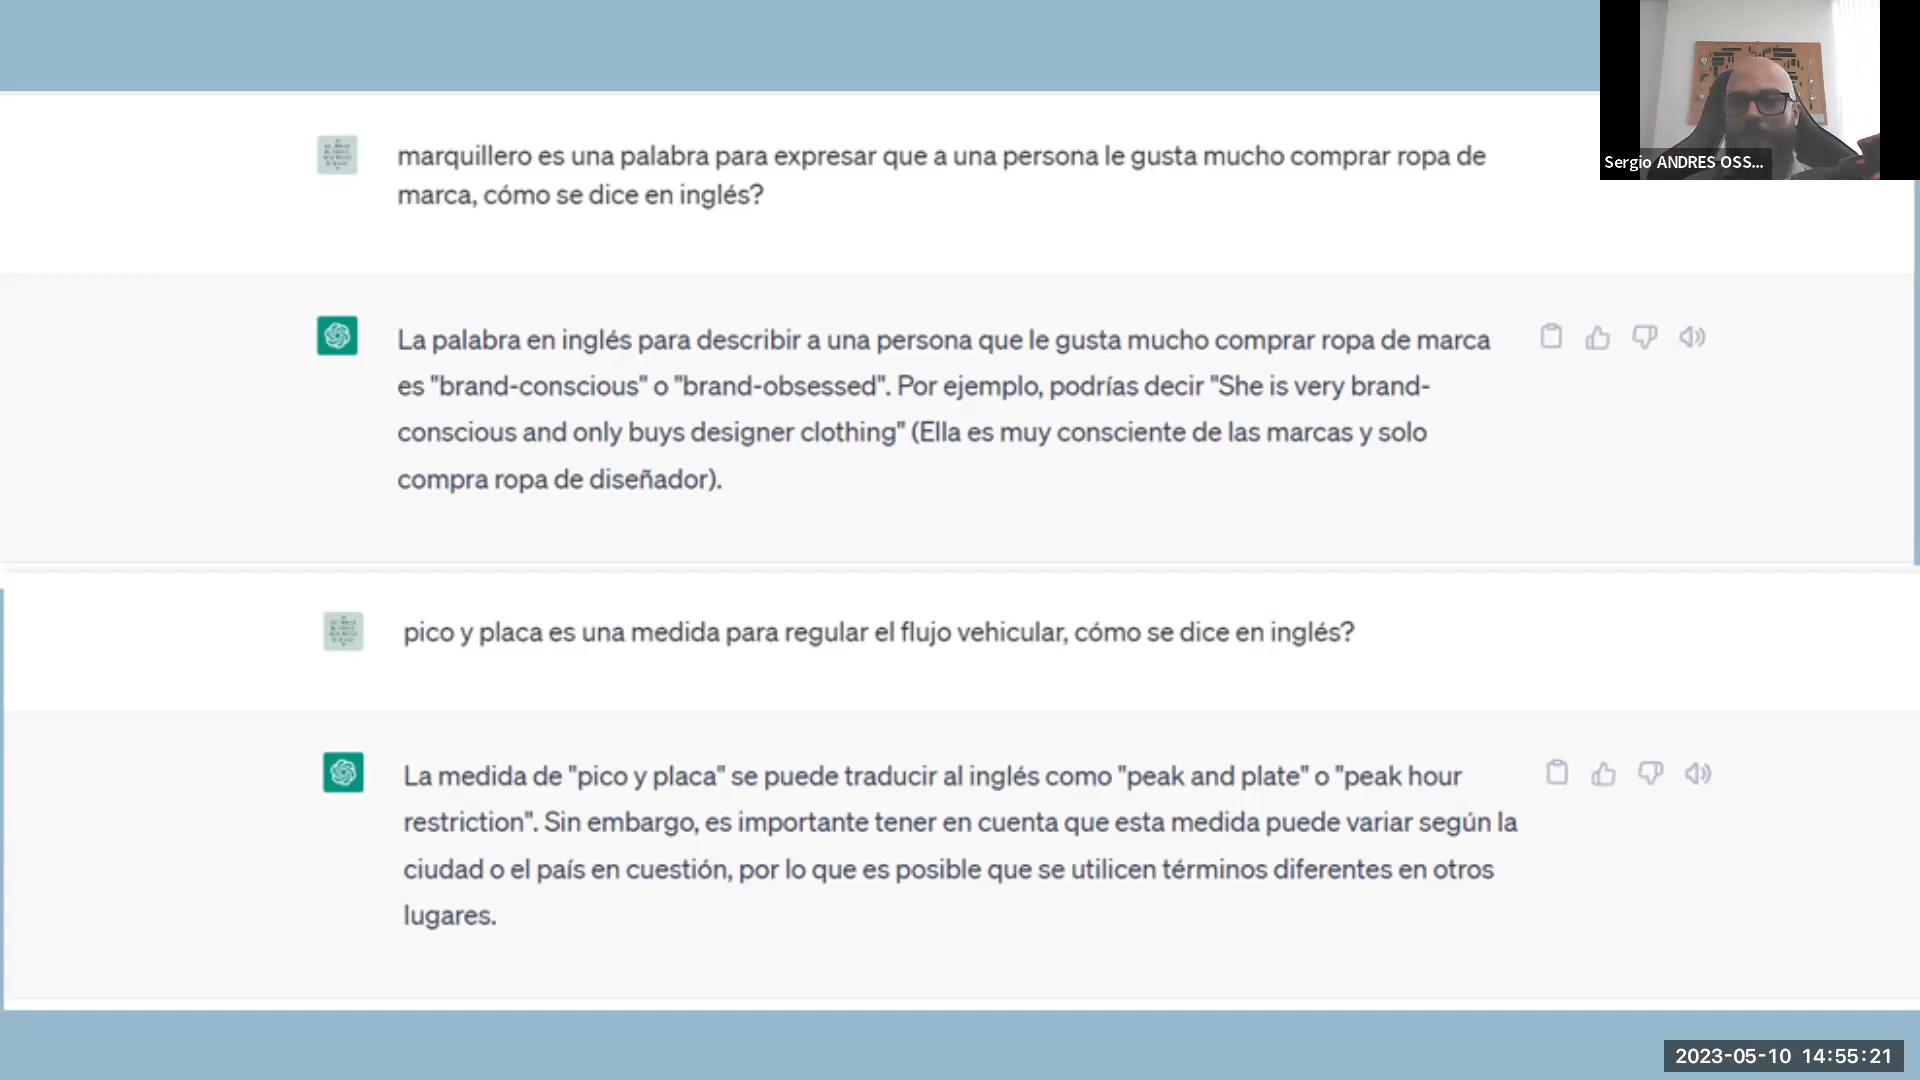 marquillero es una palabra para expresar que a una persona le gusta mucho comprar ropa de
marca, cómo se dice en inglés?
Sergio ANDRES OSS...
La palabra en inglés para describir a una persona que le gusta mucho comprar ropa de marca
es "brand-conscious" o "brand-obsessed". Por ejemplo, podrías decir "She is very brand-
conscious and only buys designer clothing" (Ella es muy consciente de las marcas y solo
compra ropa de diseñador).
pico y placa es una medida para regular el flujo vehicular, cómo se dice en inglés?
La medida de "pico y placa" se puede traducir al inglés como "peak and plate" o "peak hour
restriction". Sin embargo, es importante tener en cuenta que esta medida puede variar según la
ciudad o el país en cuestión, por lo que es posible que se utilicen términos diferentes en otros
lugares.
2023-05-10 14:55:21